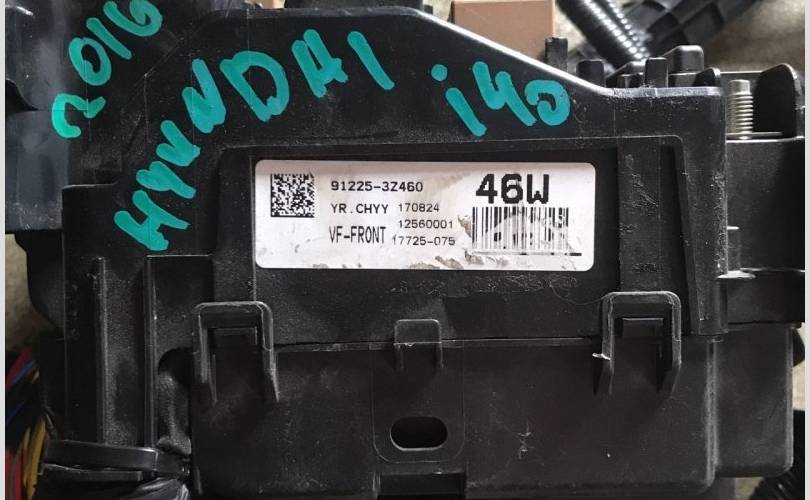 2016
HYUNDAI
i40
91225-3Z460
46W
YR.CHYY 170824
12560001
VF-FRONT 17725-075